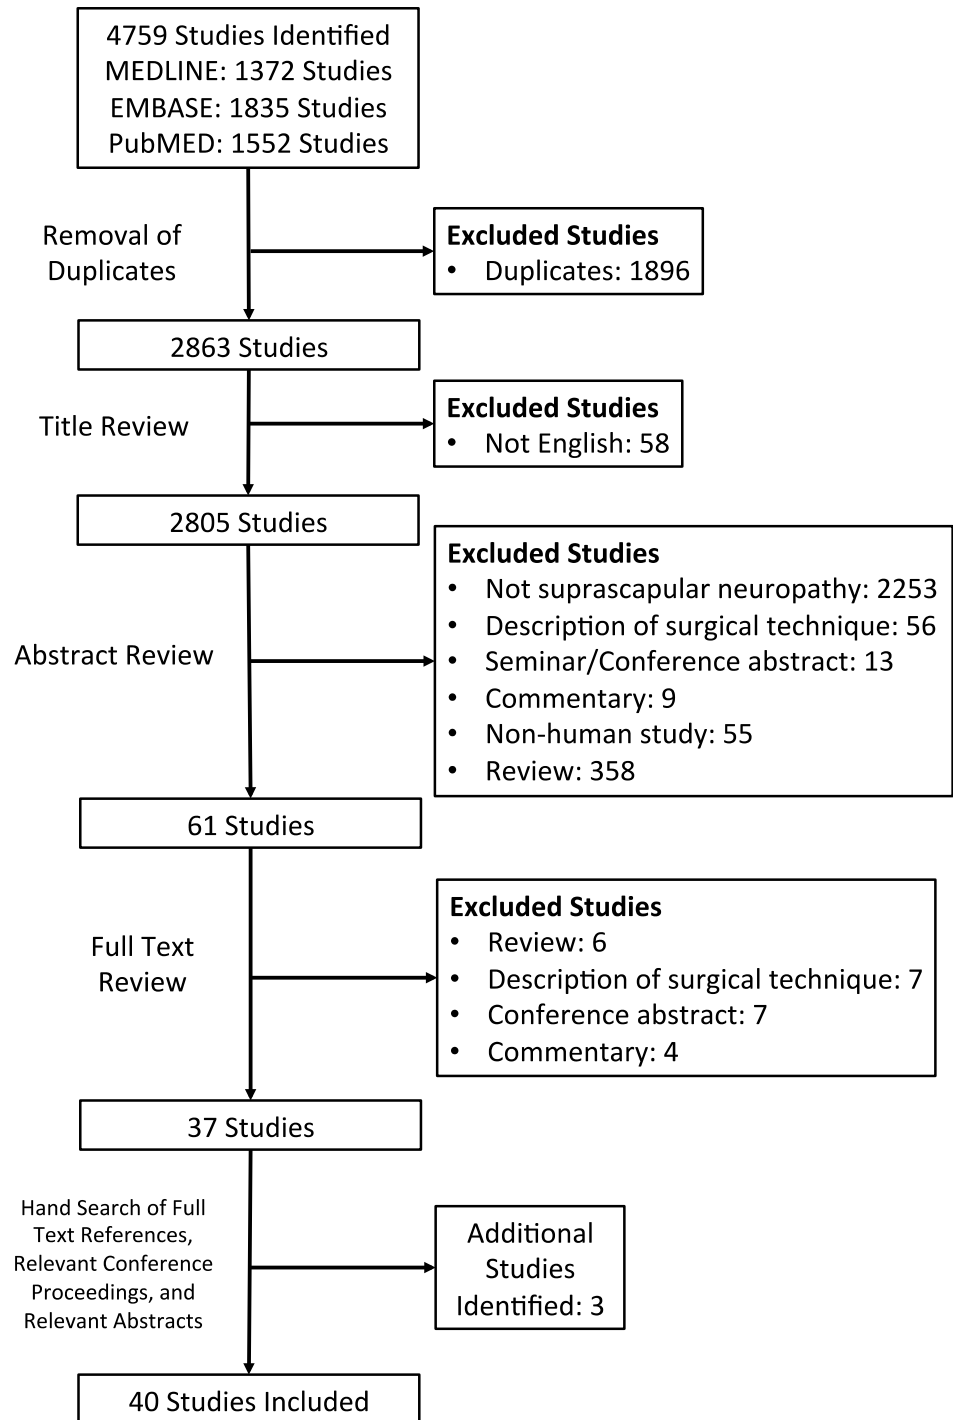 4759 Studies Identified
MEDLINE: 1372 Studies
EMBASE: 1835 Studies
PubMED: 1552 Studies
Removal of
Duplicates
Excluded Studies
• Duplicates: 1896
2863 Studies
Title Review
Excluded Studies
• Not English: 58
2805 Studies
Abstract Review
Excluded Studies
• Not suprascapular neuropathy: 2253
• Description of surgical technique: 56
• Seminar/Conference abstract: 13
• Commentary: 9
• Non-human study: 55
• Review: 358
61 Studies
Full Text
Review
Excluded Studies
• Review: 6
• Description of surgical technique: 7
• Conference abstract: 7
• Commentary: 4
37 Studies
Hand Search of Full
Text References,
Relevant Conference
Proceedings, and
Relevant Abstracts
Additional
Studies
Identified: 3
40 Studies Included